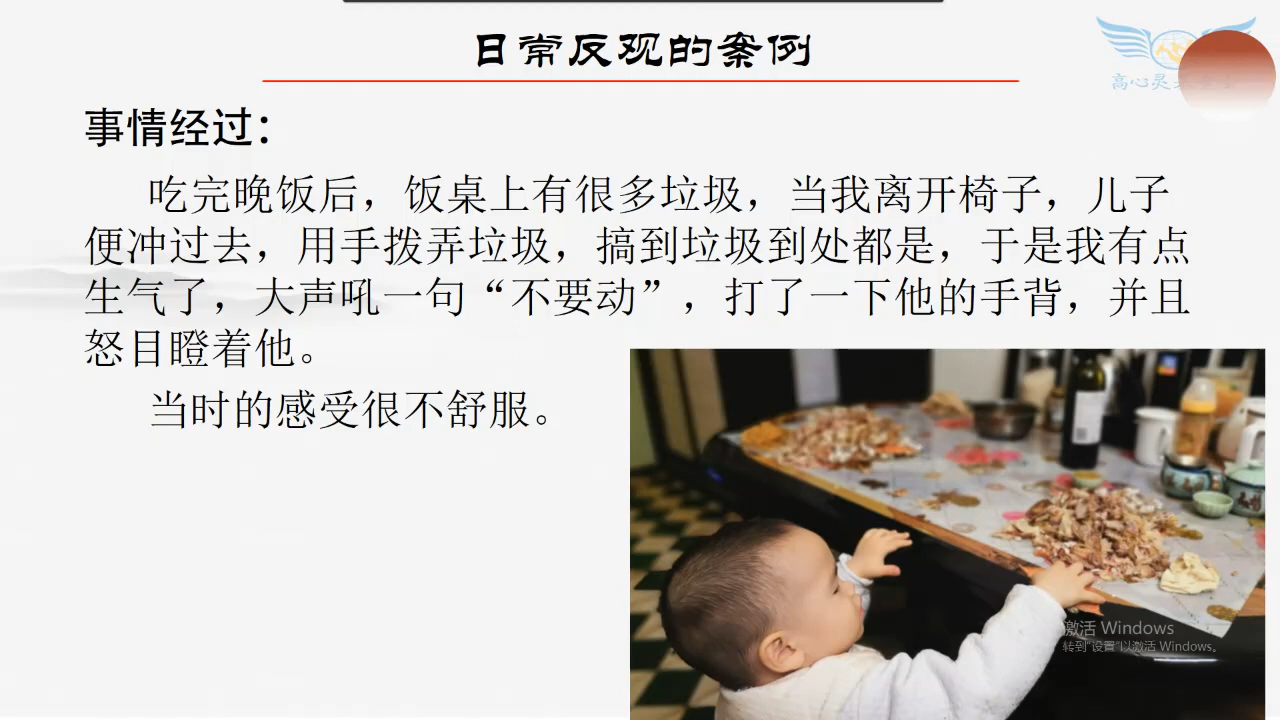 日常反观的案例
高心灵
事情经过：
吃完晚饭后，饭桌上有很多垃圾，当我离开椅子，儿子
便冲过去，用手拨弄垃圾，搞到垃圾到处都是，于是我有点
生气了，大声吼一句“不要动”，打了一下他的手背，并且
怒目瞪着他。
当时的感受很不舒服。
激活 Windows
转到“设置”以激活 Windows。